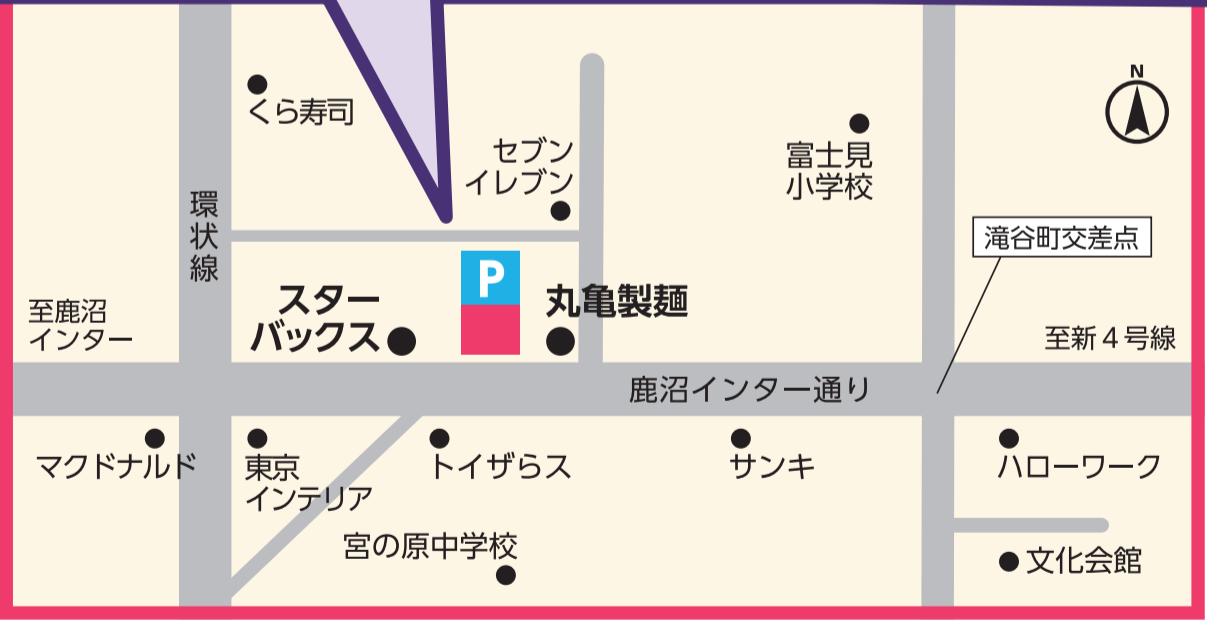 N
くら寿司
セブン
イレブン
富士見
小学校
環状線
滝谷町交差点
P
スター
バックス
丸亀製麺
至鹿沼
インター
至新4号線
鹿沼インター通り
マクドナルド
東京
インテリア
トイザらス
サンキ
ハローワーク
宮の原中学校
文化会館